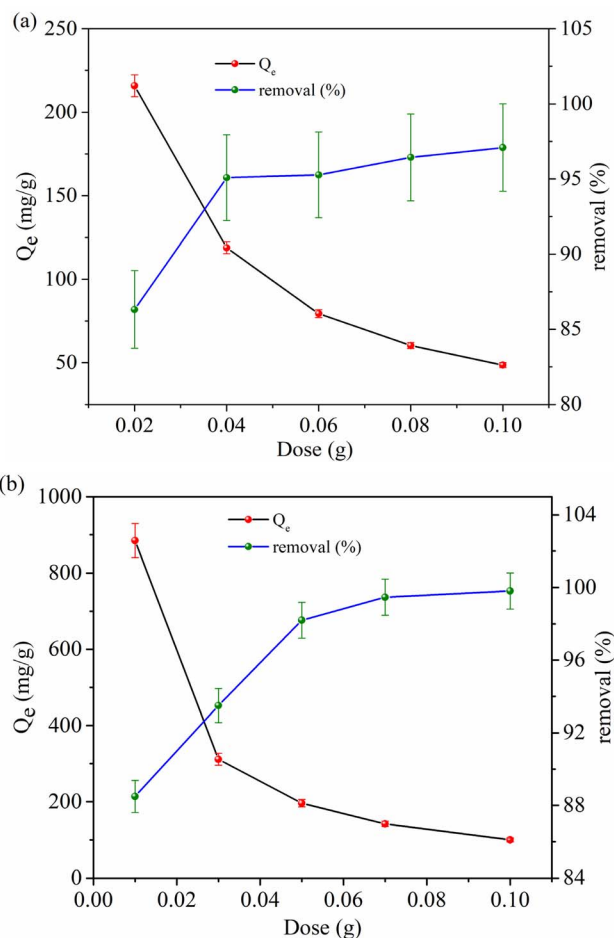 (a)
250
200
150
100
50
Qe (mg/g)
Qe
removal (%)
105
100
95
90
85
80
removal (%)
0.02 0.04 0.06 0.08 0.10
Dose (g)
(b)
1000
800
600
400
200
0
Qe (mg/g)
Qe
removal (%)
104
100
96
92
88
84
removal (%)
0.00 0.02 0.04 0.06 0.08 0.10
Dose (g)